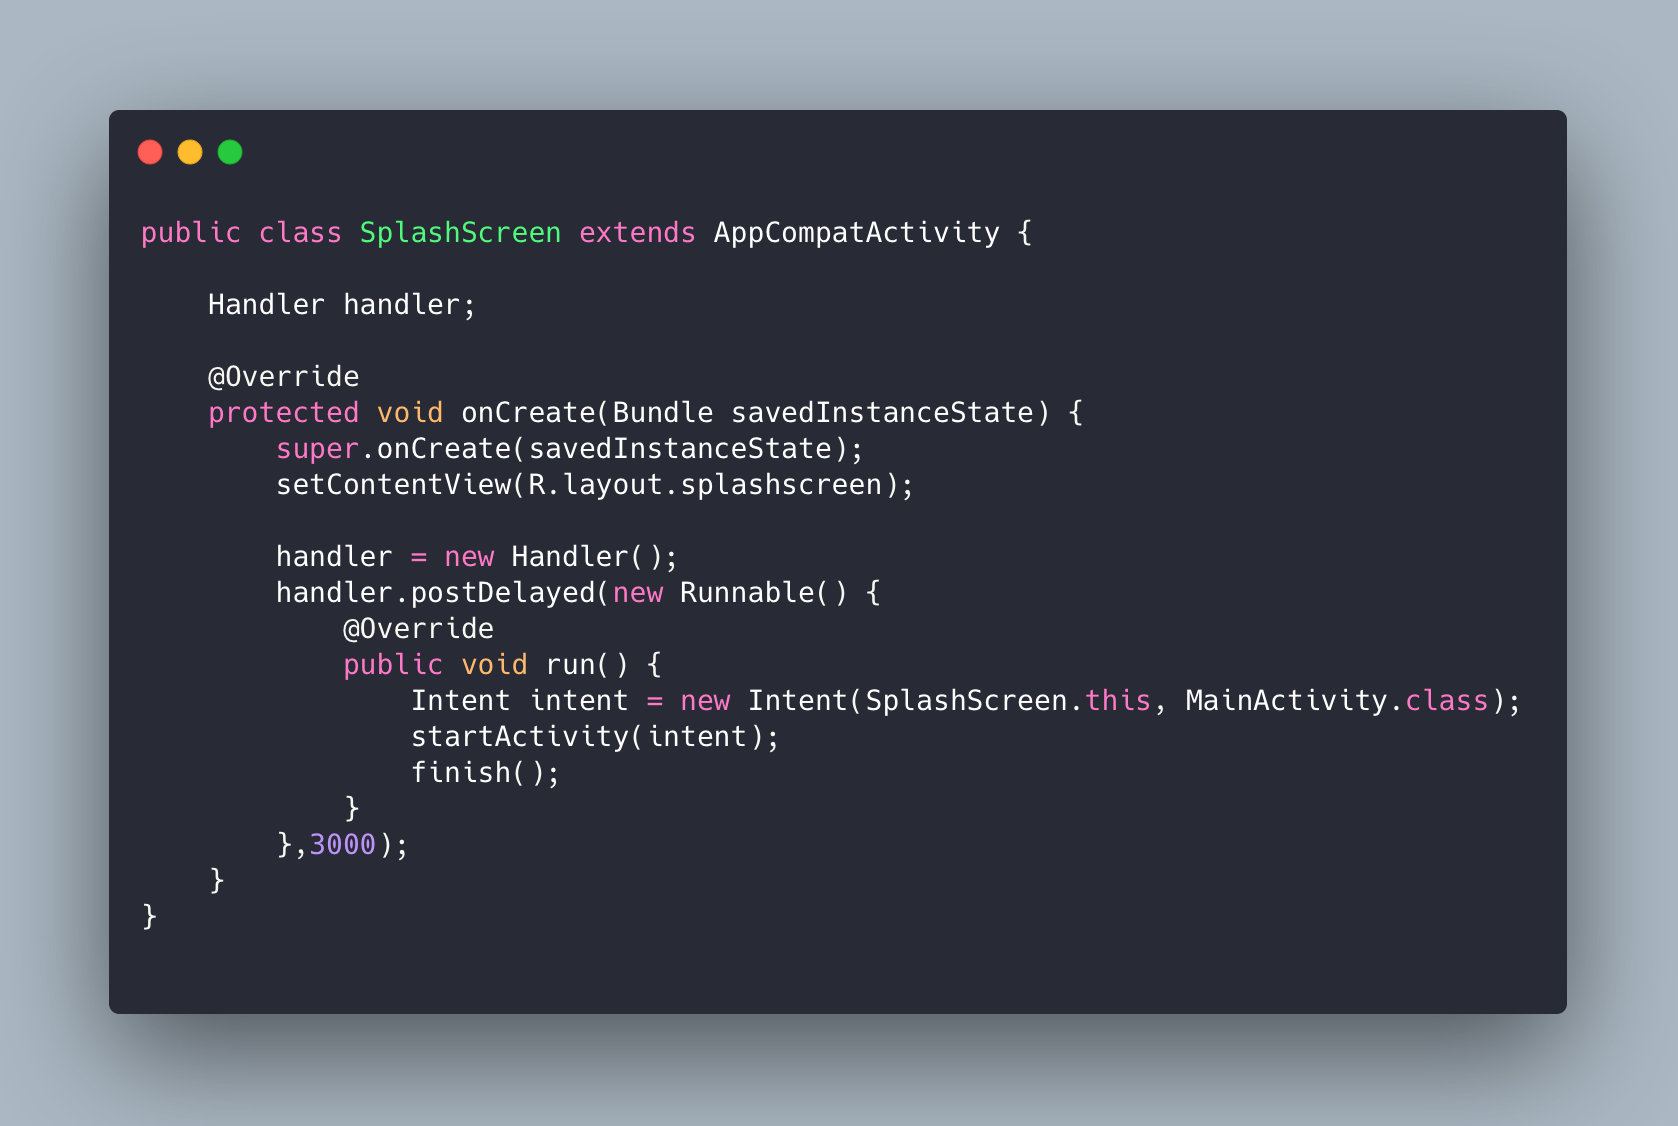 public class SplashScreen extends AppCompatActivity {
    Handler handler;
    @Override
    protected void onCreate(Bundle savedInstanceState) {
        super.onCreate(savedInstanceState);
        setContentView(R.layout.splashscreen);
        handler = new Handler();
        handler.postDelayed(new Runnable() {
            @Override
            public void run() {
                Intent intent = new Intent(SplashScreen.this, MainActivity.class);
                startActivity(intent);
                finish();
            }
        },3000);
    }
}